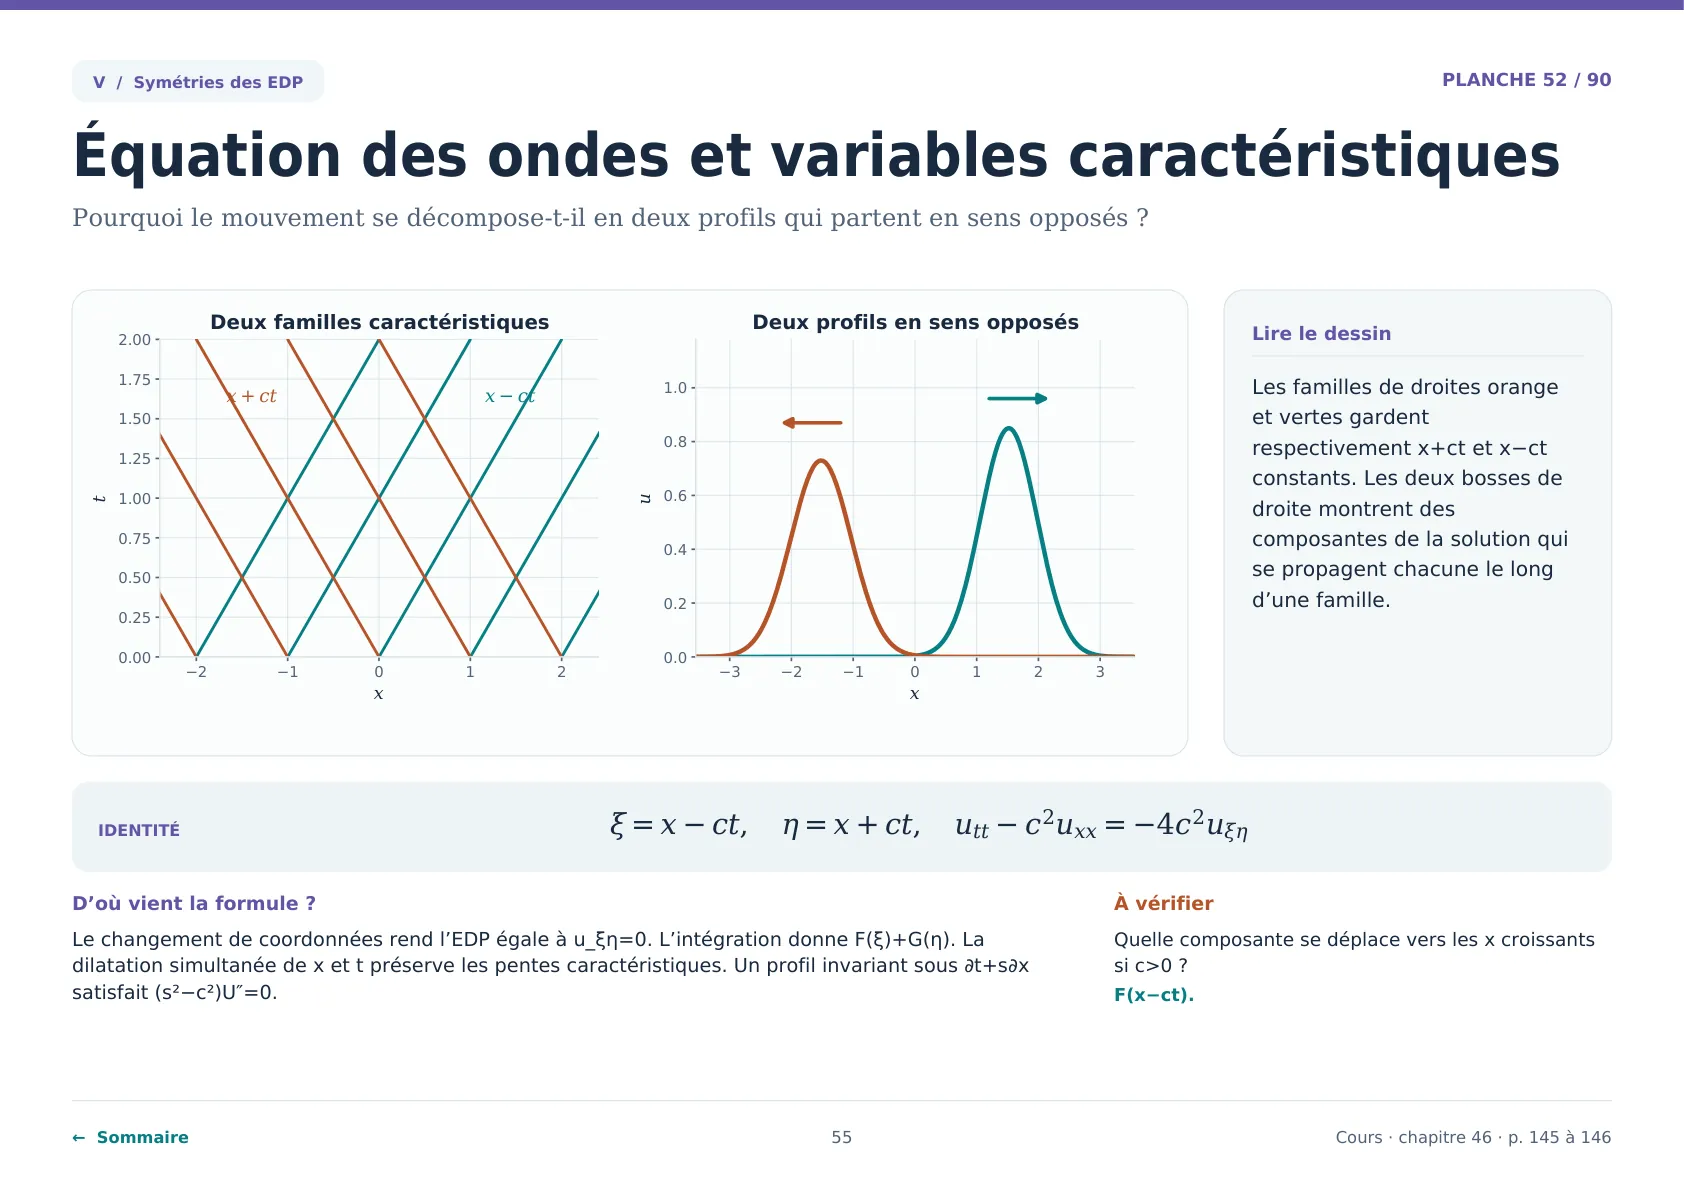 V / Symétries des EDP
PLANCHE 52 / 90
Équation des ondes et variables caractéristiques
Pourquoi le mouvement se décompose-t-il en deux profils qui partent en sens opposés ?
Deux familles caractéristiques
2.00
1.75
1.50
1.25
1.00
0.75
0.50
0.25
0.00
t
x + ct
x − ct
−2
−1
0
1
2
x
Deux profils en sens opposés
1.0
0.8
0.6
0.4
0.2
0.0
u
−3
−2
−1
0
1
2
3
x
Lire le dessin
Les familles de droites orange
et vertes gardent
respectivement x+ct et x−ct
constants. Les deux bosses de
droite montrent des
composantes de la solution qui
se propagent chacune le long
d’une famille.
IDENTITÉ
ξ = x − ct, η = x + ct, u_tt − c²u_xx = −4c²u_ξη
D’où vient la formule ?
Le changement de coordonnées rend l’EDP égale à u_ξη=0. L’intégration donne F(ξ)+G(η). La
dilatation simultanée de x et t préserve les pentes caractéristiques. Un profil invariant sous ∂t+s∂x
satisfait (s²−c²)U″=0.
À vérifier
Quelle composante se déplace vers les x croissants
si c>0 ?
F(x−ct).
← Sommaire
55
Cours · chapitre 46 · p. 145 à 146